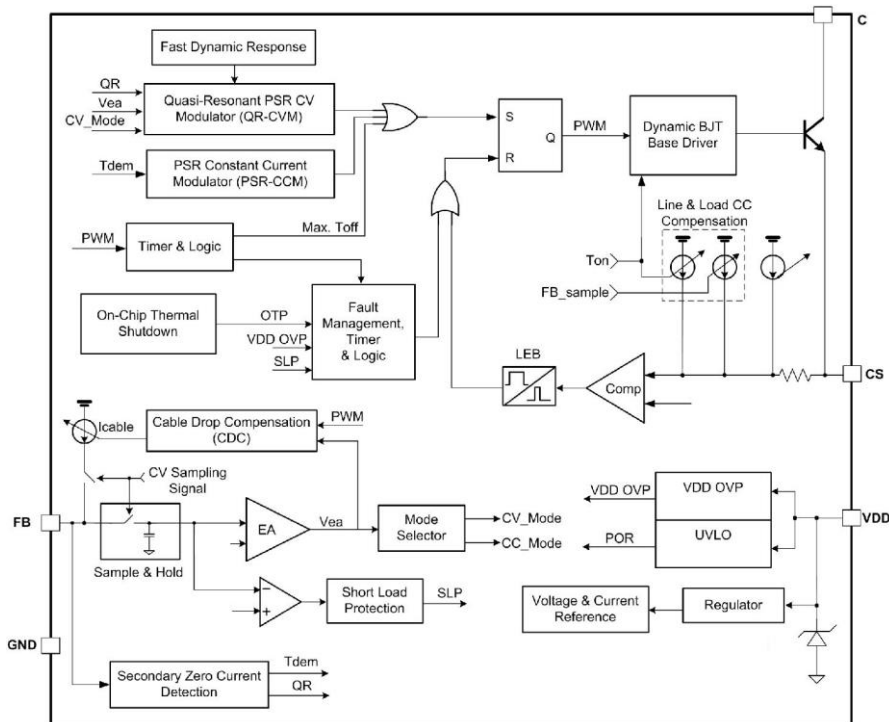 C
Fast Dynamic Response
QR
Vea
CV_Mode
Quasi-Resonant PSR CV
Modulator (QR-CVM)
Tdem
PSR Constant Current
Modulator (PSR-CCM)
S
R
Q
PWM
Dynamic BJT
Base Driver
PWM
Timer & Logic
Max. Toff
Line & Load CC
Compensation
Ton
FB_sample
On-Chip Thermal
Shutdown
OTP
VDD OVP
SLP
Fault
Management,
Timer
& Logic
LEB
Comp
CS
Icable
Cable Drop Compensation
(CDC)
PWM
CV Sampling
Signal
FB
Sample & Hold
EA
Vea
Mode
Selector
CV_Mode
CC_Mode
VDD OVP
VDD OVP
POR
UVLO
VDD
-
+
Short Load
Protection
SLP
Voltage & Current
Reference
Regulator
GND
Secondary Zero Current
Detection
Tdem
QR